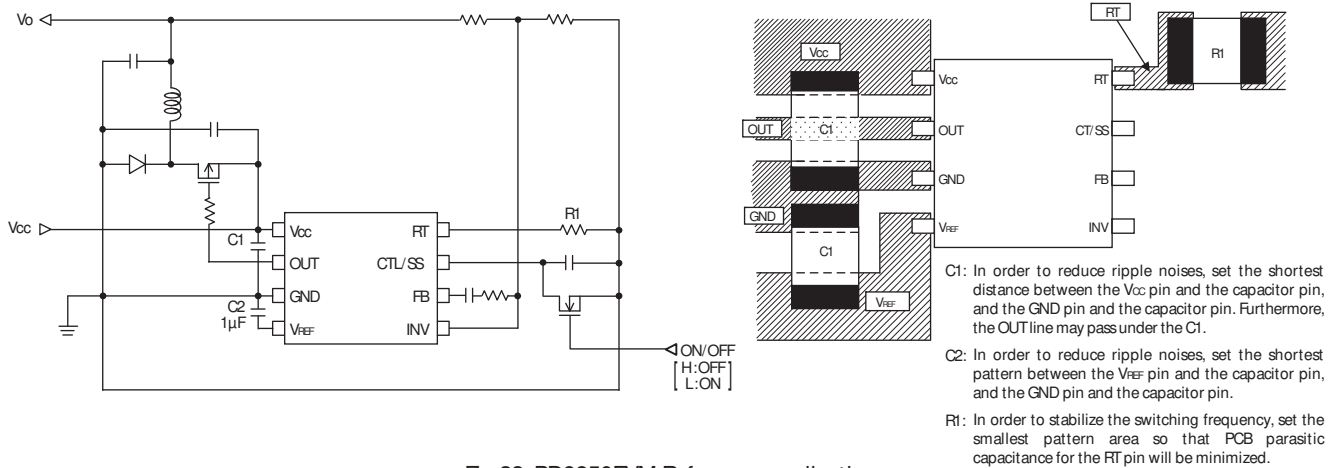 Vo
Vcc
C1
C2
1μF
Vcc
OUT
GND
VREF
RT
CTL/SS
FB
INV
R1
ON/OFF
H:OFF
L:ON
Vcc
OUT
C1
GND
C1
VREF
Vcc
OUT
GND
VREF
RT
CT/SS
FB
INV
RT
R1
C1: In order to reduce ripple noises, set the shortest
distance between the Vcc pin and the capacitor pin,
and the GND pin and the capacitor pin. Furthermore,
the OUT line may pass under the C1.
C2: In order to reduce ripple noises, set the shortest
pattern between the VREF pin and the capacitor pin,
and the GND pin and the capacitor pin.
R1: In order to stabilize the switching frequency, set the
smallest pattern area so that PCB parasitic
capacitance for the RT pin will be minimized.